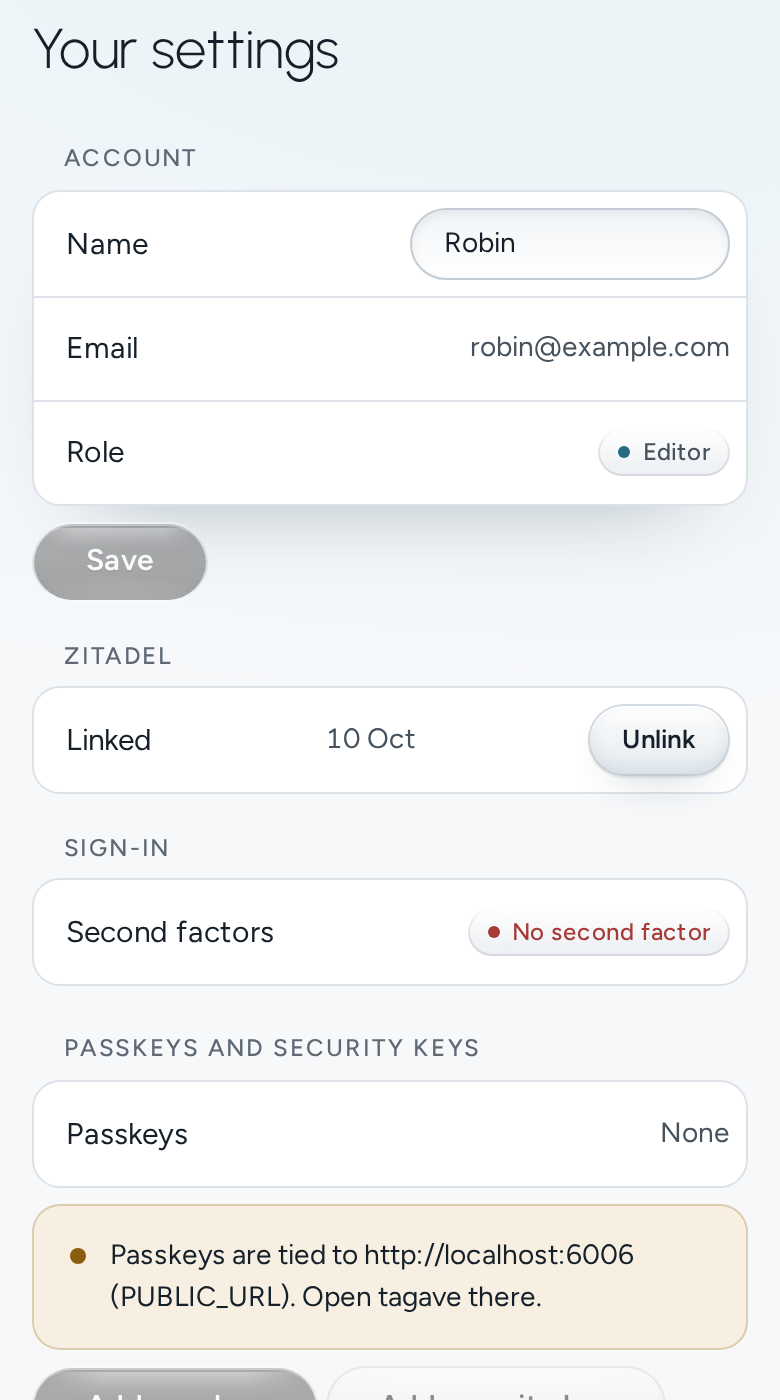 Your settings
ACCOUNT
Name
Robin
Email
robin@example.com
Role
Editor
Save
ZITADEL
Linked
10 Oct
Unlink
SIGN-IN
Second factors
No second factor
PASSKEYS AND SECURITY KEYS
Passkeys
None
Passkeys are tied to http://localhost:6006
(PUBLIC_URL). Open tagave there.